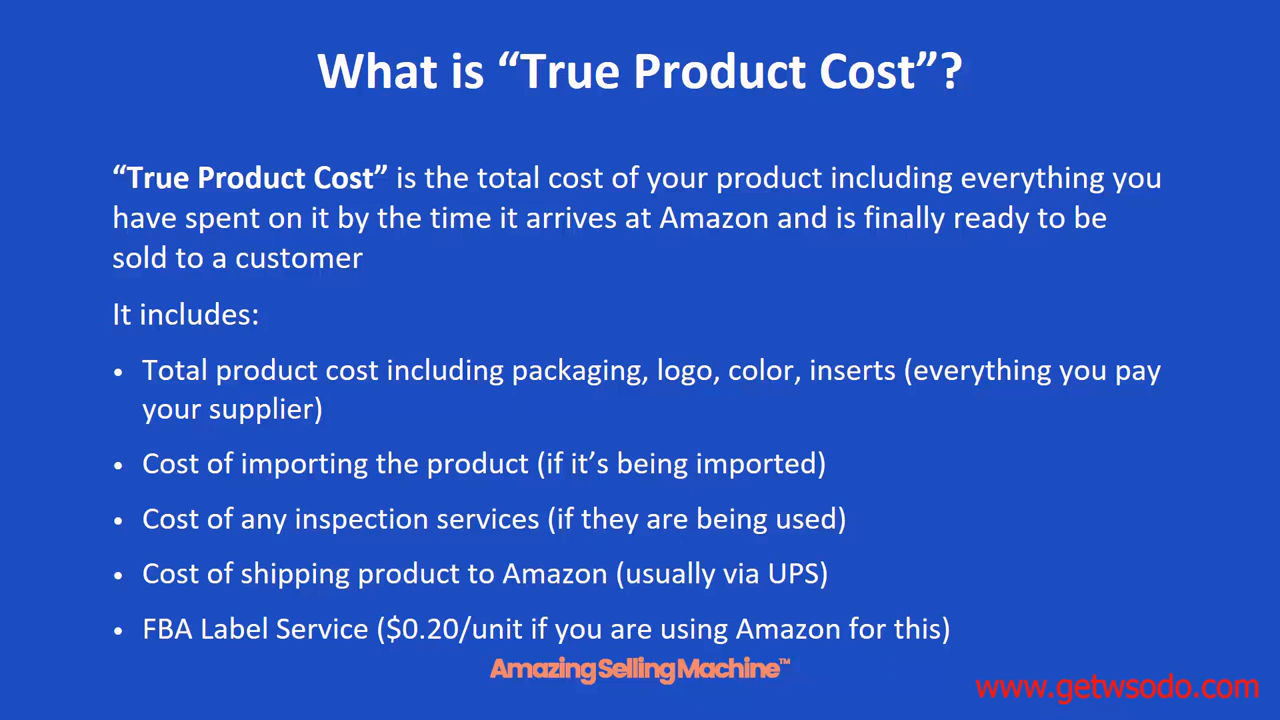 What is “True Product Cost”?
“True Product Cost” is the total cost of your product including everything you
have spent on it by the time it arrives at Amazon and is finally ready to be
sold to a customer
It includes:
• Total product cost including packaging, logo, color, inserts (everything you pay
your supplier)
• Cost of importing the product (if it’s being imported)
• Cost of any inspection services (if they are being used)
• Cost of shipping product to Amazon (usually via UPS)
• FBA Label Service ($0.20/unit if you are using Amazon for this)
Amazing Selling Machine™
www.getwsodo.com